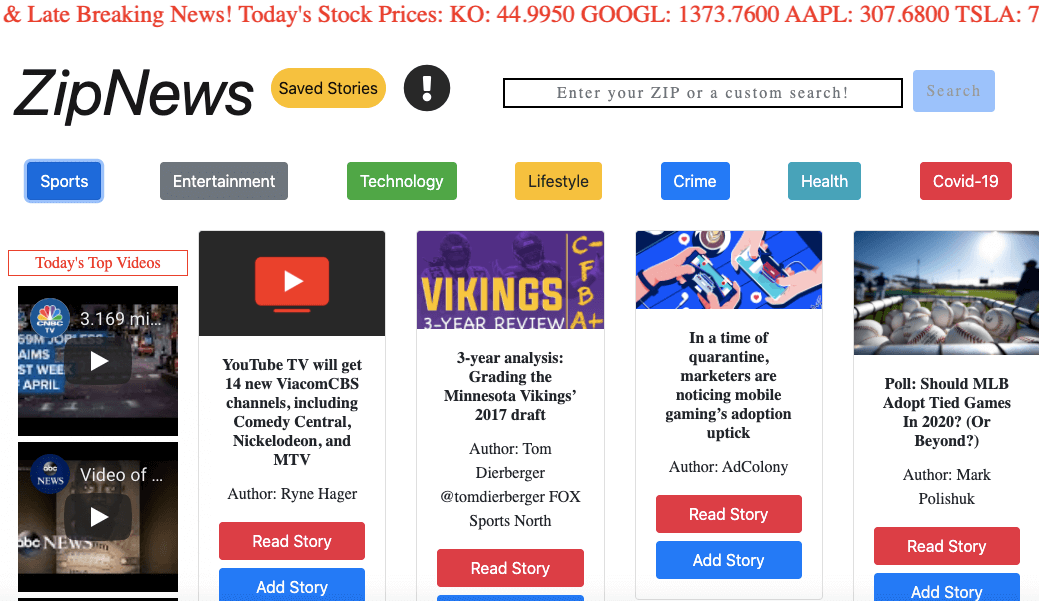 & Late Breaking News! Today's Stock Prices: KO: 44.9950 GOOGL: 1373.7600 AAPL: 307.6800 TSLA: 7
ZipNews
Saved Stories
!
Enter your ZIP or a custom search!
Search
Sports
Entertainment
Technology
Lifestyle
Crime
Health
Covid-19
Today's Top Videos
CNBC
TV
3.169 mi...
69M JOPLESS
AIMS
ST WEEK
APRIL
abc
NEWS
Video of ...
abc NEWS
YouTube TV will get
14 new ViacomCBS
channels, including
Comedy Central,
Nickelodeon, and
MTV
Author: Ryne Hager
Read Story
Add Story
VIKINGS
3-YEAR REVIEW
C-
F
B
A+
3-year analysis:
Grading the
Minnesota Vikings’
2017 draft
Author: Tom
Dierberger
@tomdierberger FOX
Sports North
Read Story
In a time of
quarantine,
marketers are
noticing mobile
gaming’s adoption
uptick
Author: AdColony
Read Story
Add Story
Poll: Should MLB
Adopt Tied Games
In 2020? (Or
Beyond?)
Author: Mark
Polishuk
Read Story
Add Story